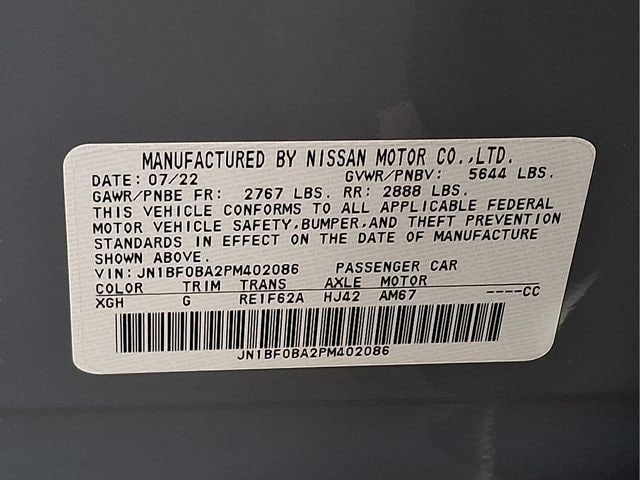 MANUFACTURED BY NISSAN MOTOR CO.,LTD.
DATE: 07/22 GVWR/PNBV: 5644 LBS.
GAWR/PNBE FR: 2767 LBS. RR: 2888 LBS.
THIS VEHICLE CONFORMS TO ALL APPLICABLE FEDERAL
MOTOR VEHICLE SAFETY,BUMPER,AND THEFT PREVENTION
STANDARDS IN EFFECT ON THE DATE OF MANUFACTURE
SHOWN ABOVE.
VIN: JN1BF0BA2PM402086 PASSENGER CAR
COLOR TRIM TRANS AXLE MOTOR
XGH G RE1F62A HJ42 AM67 ----CC
JN1BF0BA2PM402086